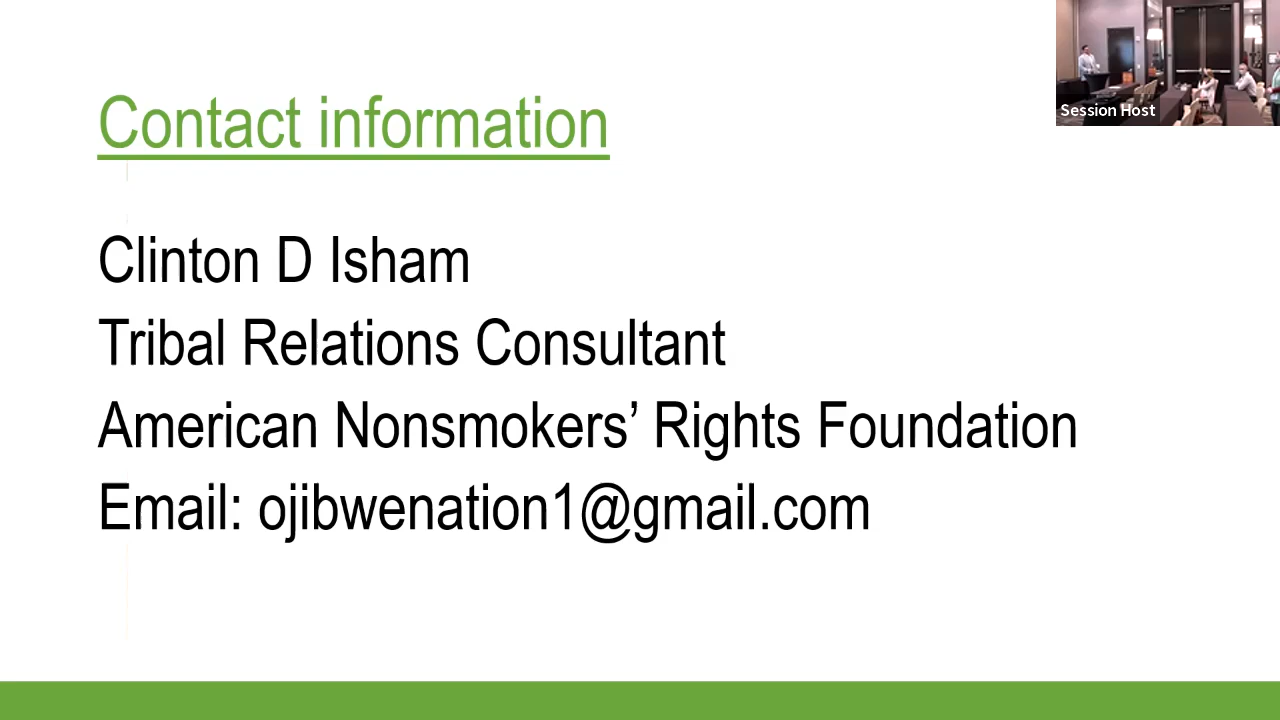 Contact information
Session Host
Clinton D Isham
Tribal Relations Consultant
American Nonsmokers’ Rights Foundation
Email: ojibwenation1@gmail.com